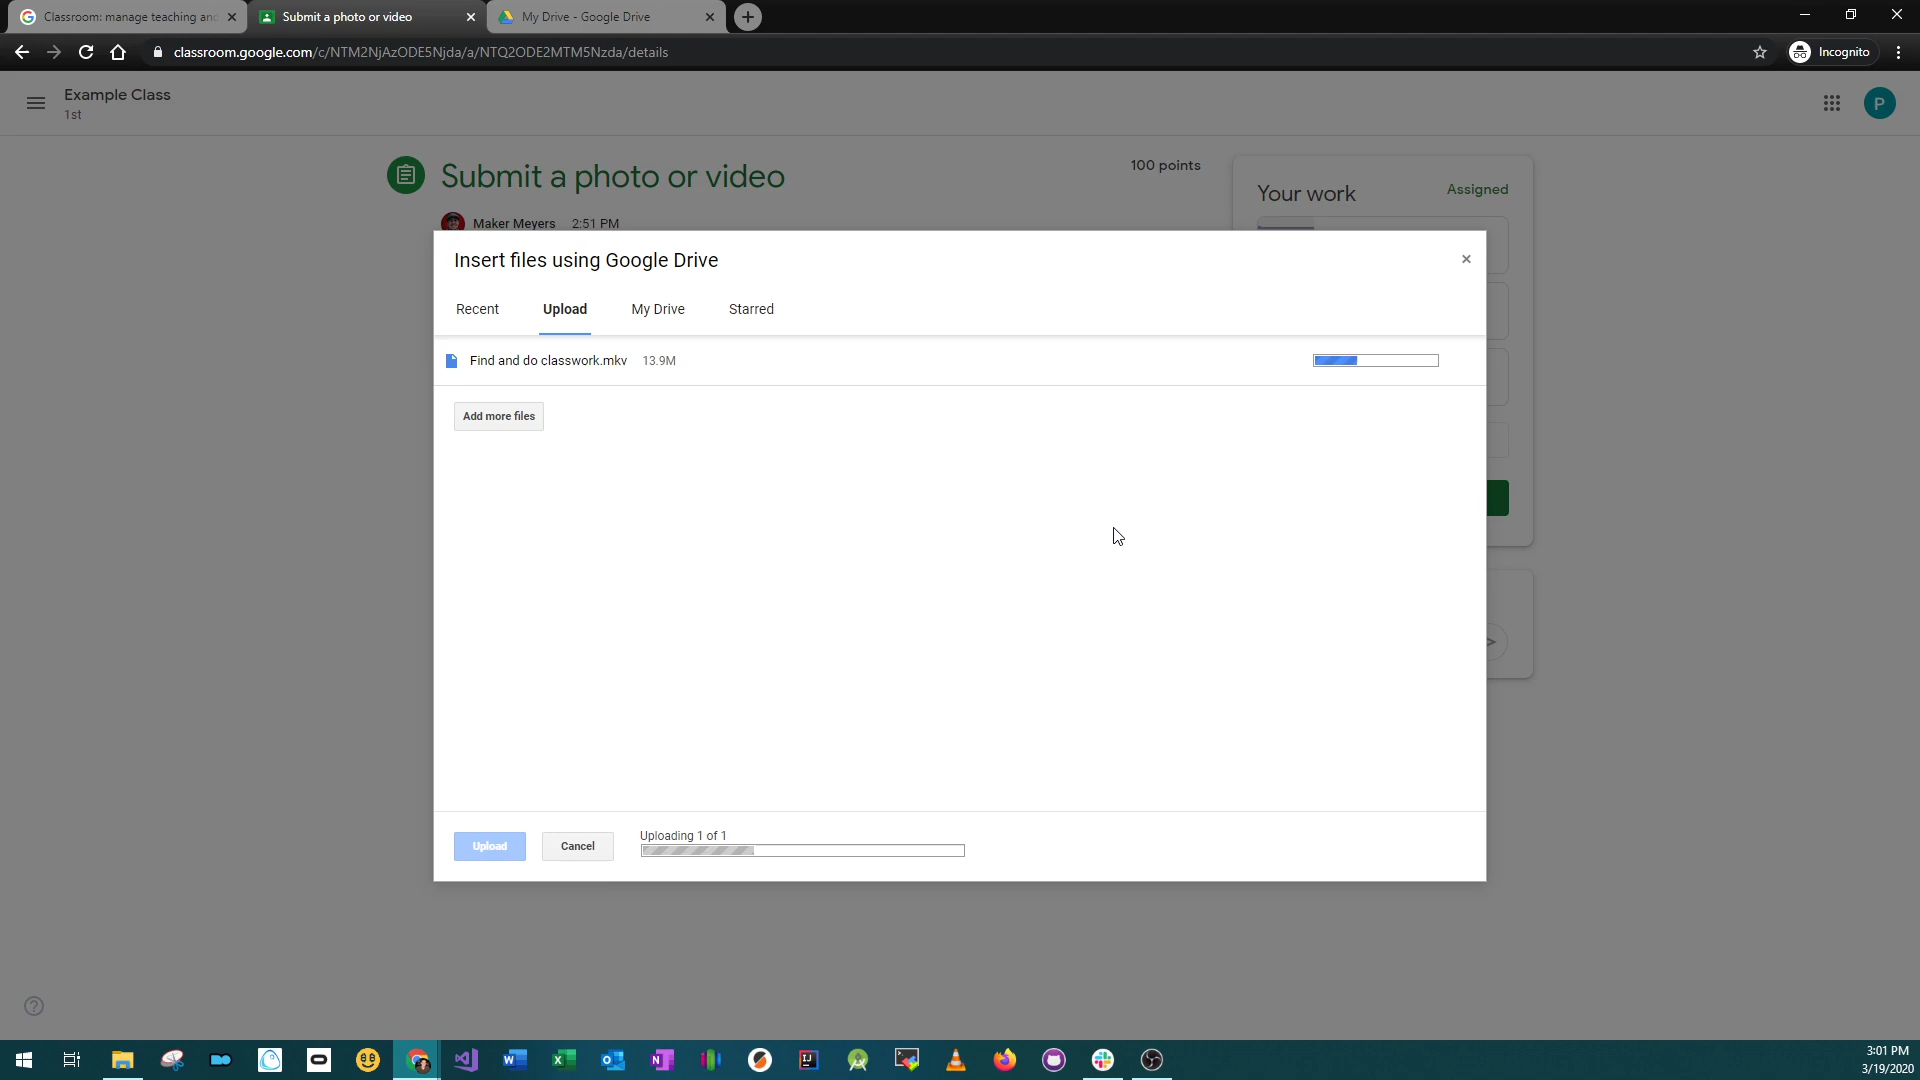 Classroom: manage teaching and
Submit a photo or video
My Drive - Google Drive
classroom.google.com/c/NTM2NjAzODE5Njda/a/NTQ2ODE2MTM5Nzda/details
Incognito
Example Class
1st
P
Submit a photo or video
100 points
Maker Meyers 2:51 PM
Your work
Assigned
Insert files using Google Drive
Recent
Upload
My Drive
Starred
Find and do classwork.mkv 13.9M
Add more files
Upload
Cancel
Uploading 1 of 1
3:01 PM
3/19/2020